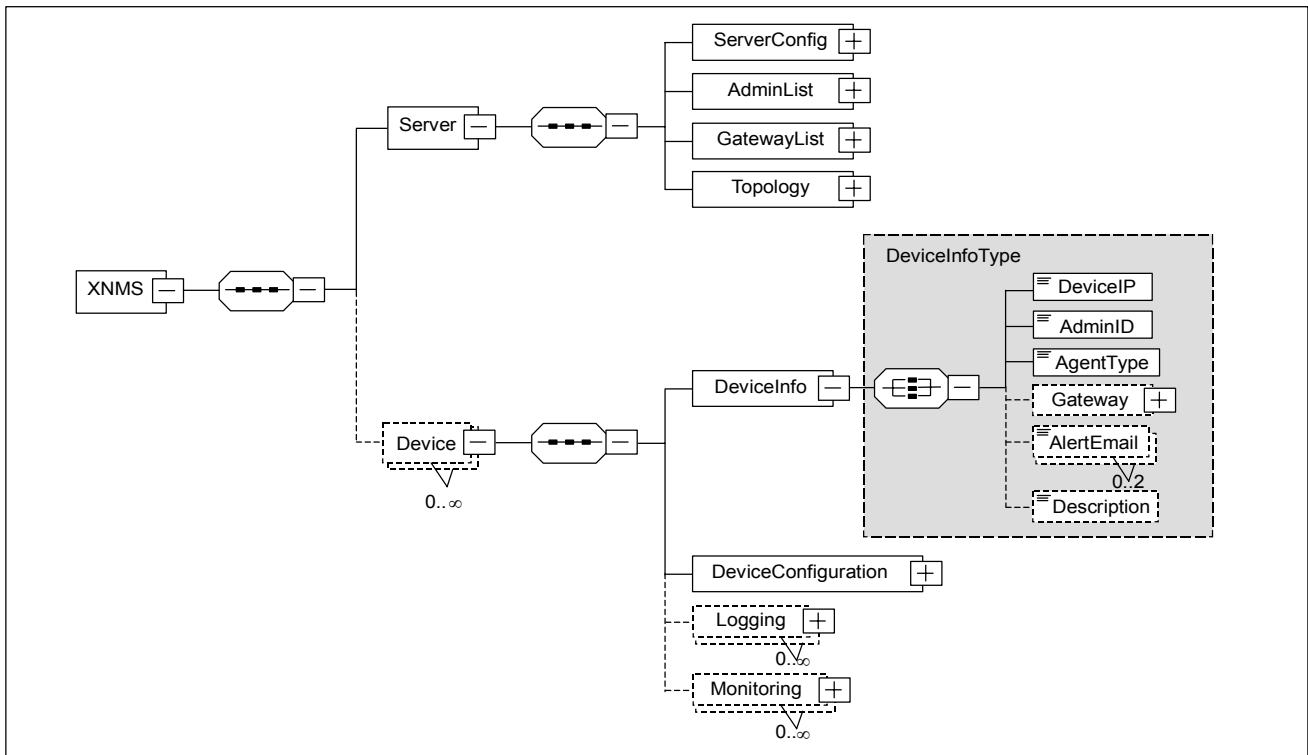 ServerConfig
AdminList
Server
GatewayList
Topology
DeviceInfoType
XNMS
DeviceIP
AdminID
AgentType
DeviceInfo
Gateway
Device
AlertEmail
0..∞
0..2
Description
DeviceConfiguration
Logging
0..∞
Monitoring
0..∞